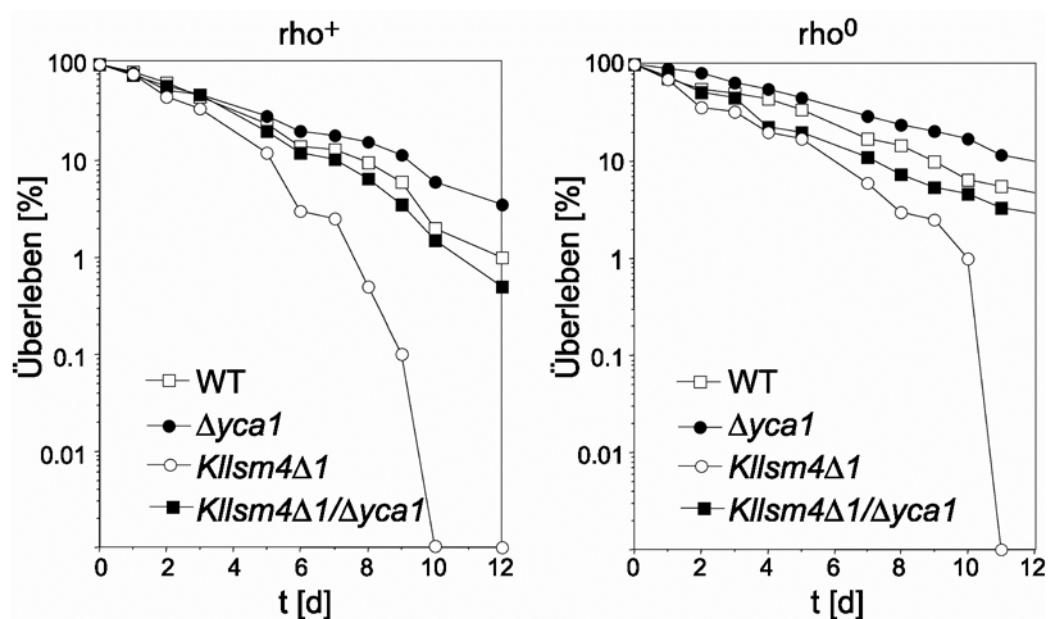 rho⁺
Überleben [%]
100
10
1
0.1
0.01
WT
Δyca1
Kllsm4Δ1
Kllsm4Δ1/Δyca1
0 2 4 6 8 10 12
t [d]
rho⁰
Überleben [%]
100
10
1
0.1
0.01
WT
Δyca1
Kllsm4Δ1
Kllsm4Δ1/Δyca1
0 2 4 6 8 10 12
t [d]